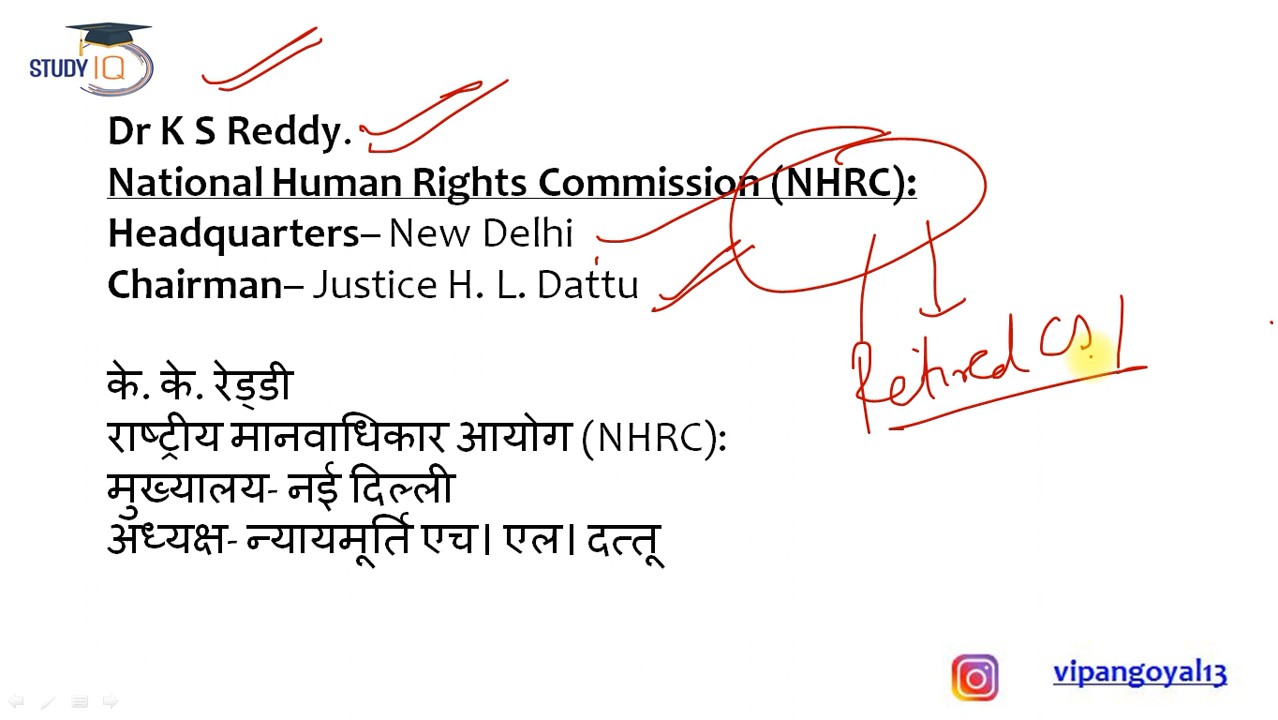 STUDY IQ
Dr K S Reddy.
National Human Rights Commission (NHRC):
Headquarters– New Delhi
Chairman– Justice H. L. Dattu
Retired CJI
के. के. रेड्डी
राष्ट्रीय मानवाधिकार आयोग (NHRC):
मुख्यालय- नई दिल्ली
अध्यक्ष- न्यायमूर्ति एच। एल। दत्तू
vipangoyal13